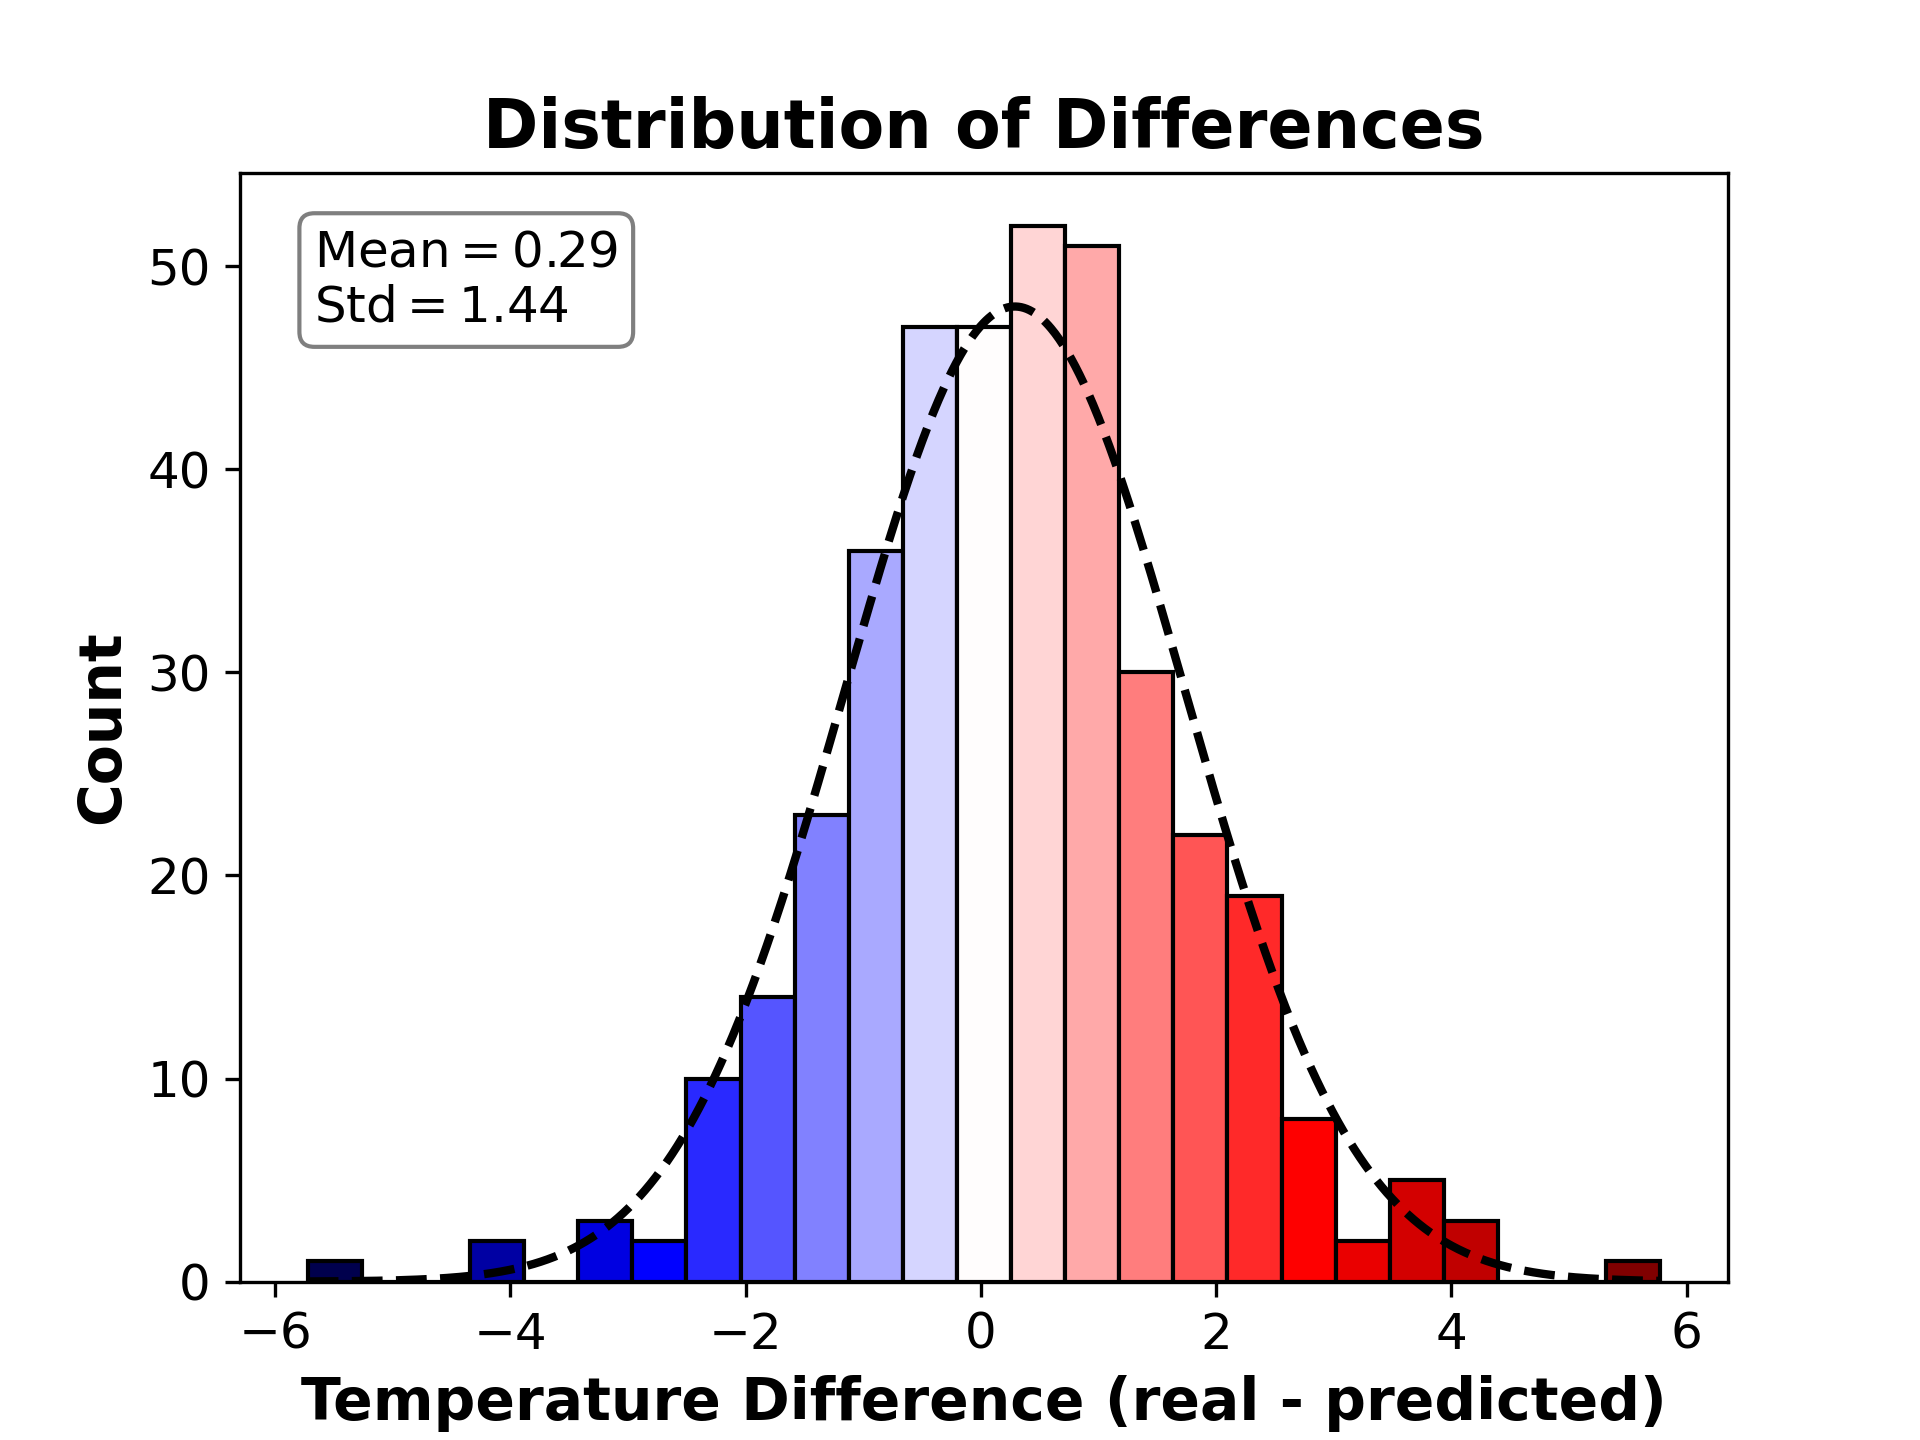 Distribution of Differences
Mean = 0.29
Std = 1.44
50
40
30
20
10
0
Count
−6 −4 −2 0 2 4 6
Temperature Difference (real - predicted)